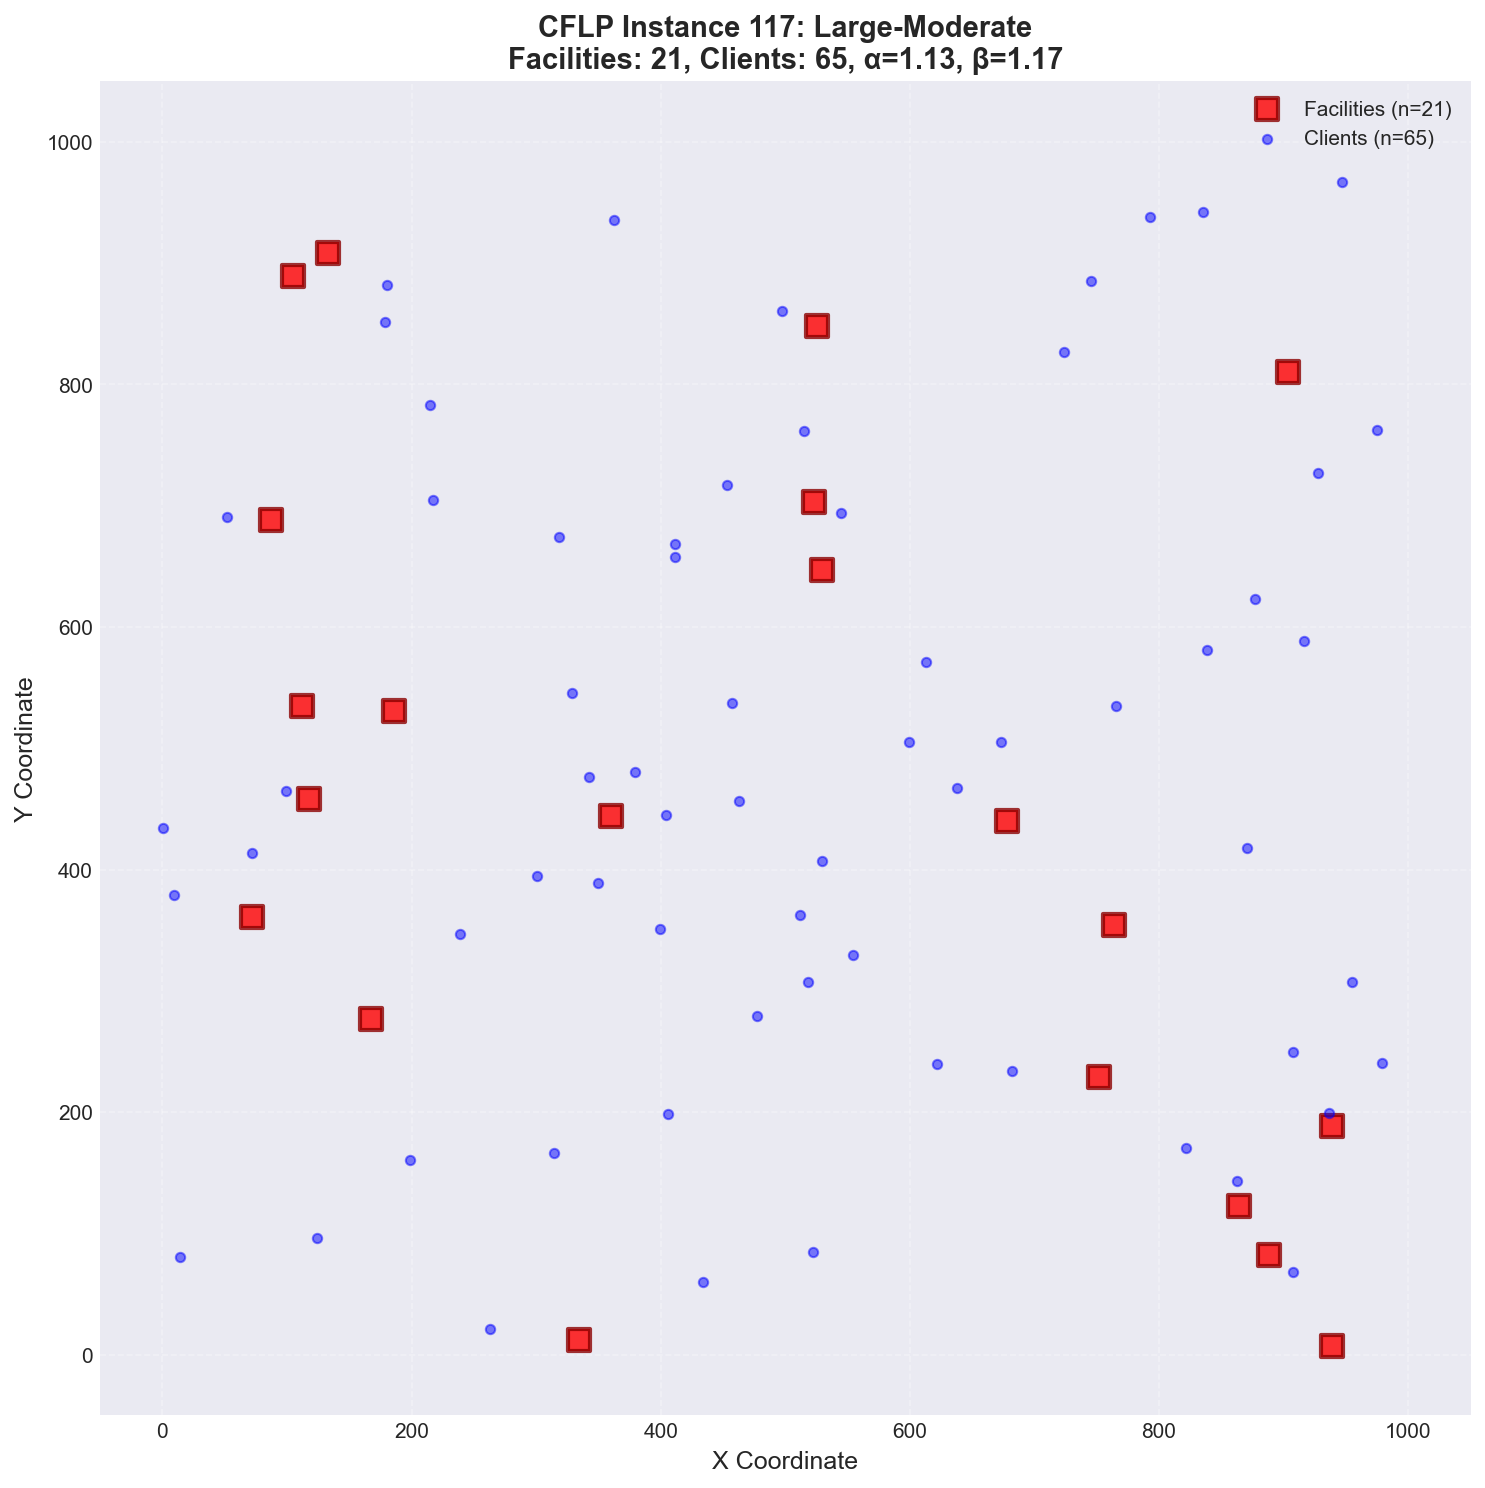 CFLP Instance 117: Large-Moderate
Facilities: 21, Clients: 65, α=1.13, β=1.17
Facilities (n=21)
Clients (n=65)
1000
800
600
400
200
0
Y Coordinate
0
200
400
600
800
1000
X Coordinate